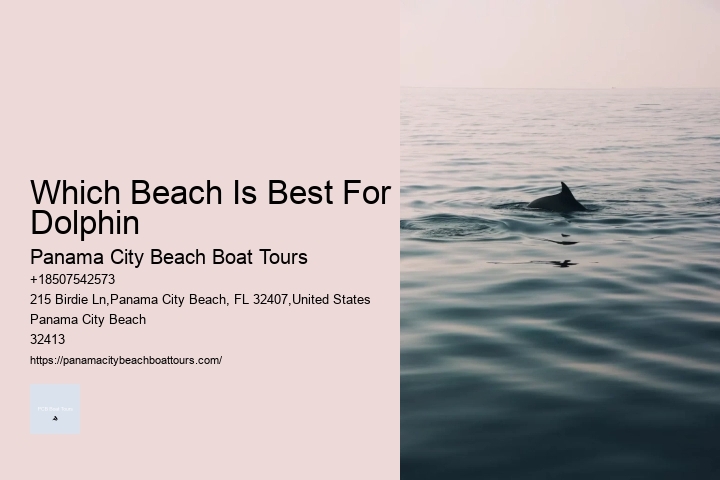 Which Beach Is Best For
Dolphin
Panama City Beach Boat Tours
+18507542573
215 Birdie Ln,Panama City Beach, FL 32407,United States
Panama City Beach
32413
https://panamacitybeachboattours.com/